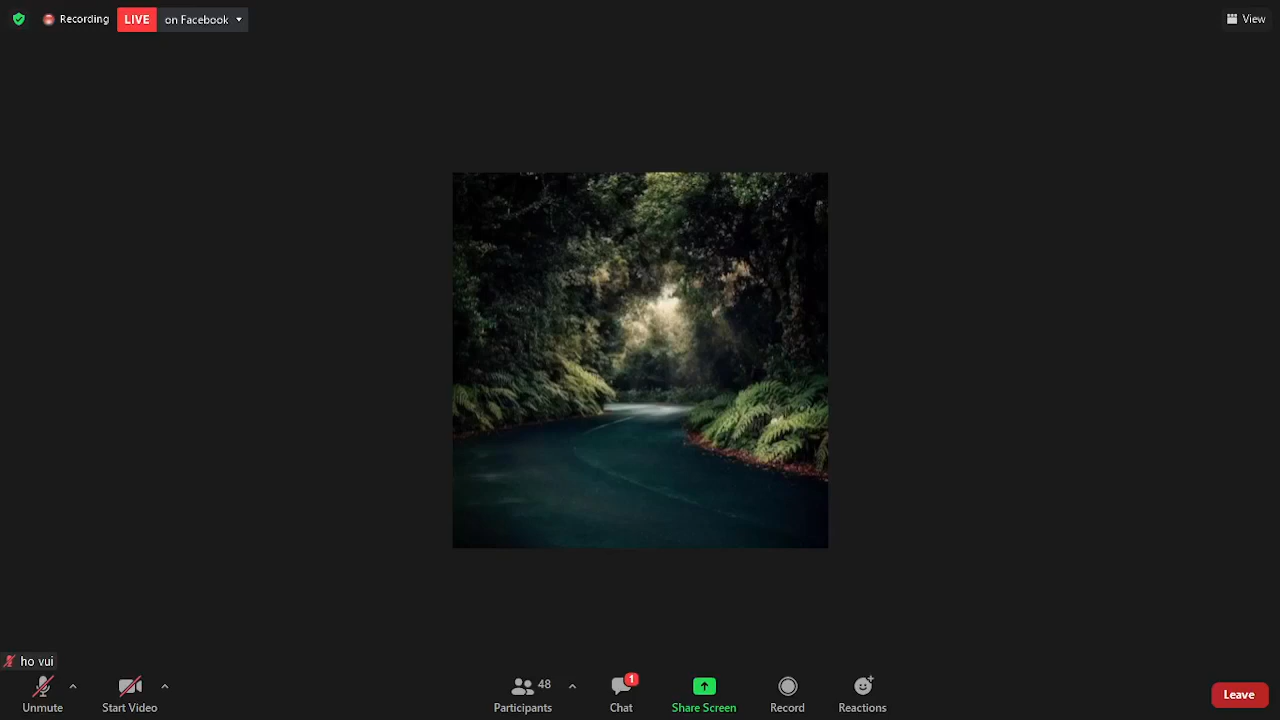 Recording
LIVE
on Facebook
View
ho vui
Unmute
Start Video
48
Participants
1
Chat
Share Screen
Record
Reactions
Leave